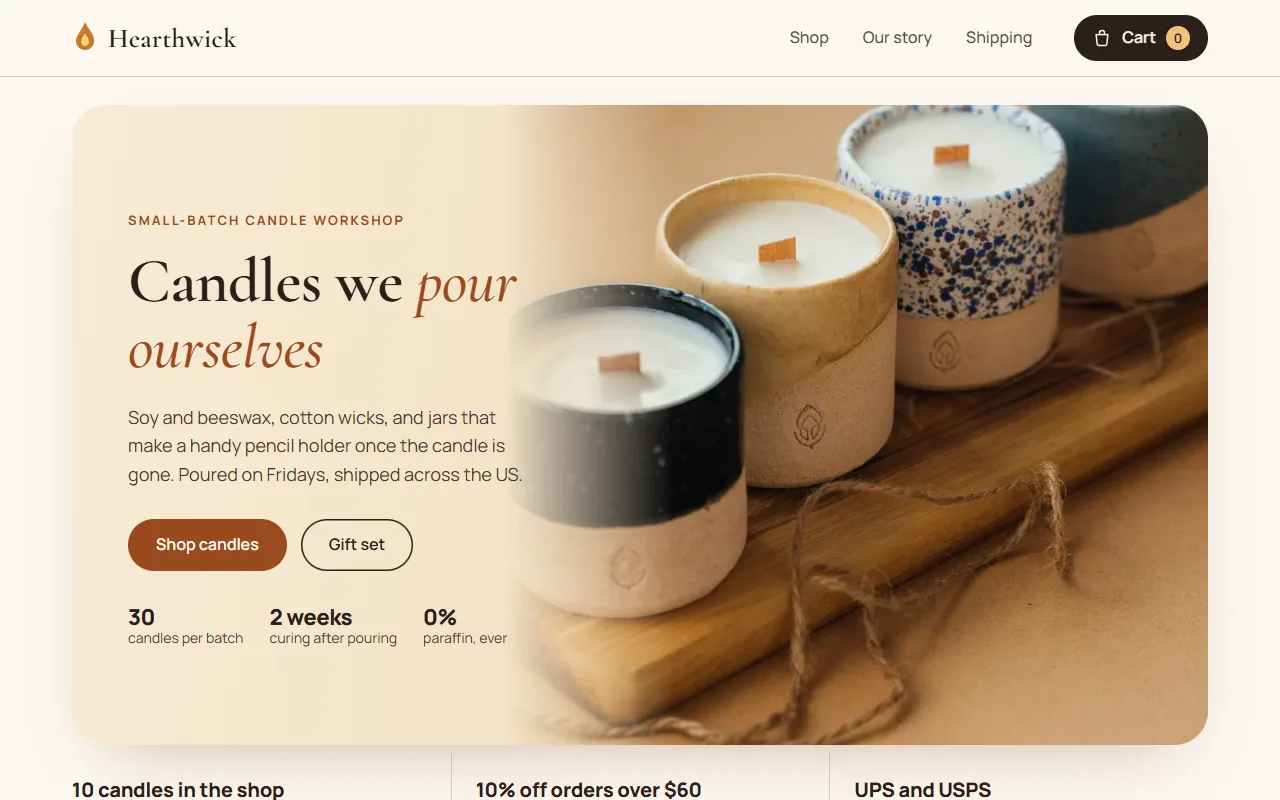 Hearthwick
Shop
Our story
Shipping
Cart
0
SMALL-BATCH CANDLE WORKSHOP
Candles we pour
ourselves
Soy and beeswax, cotton wicks, and jars that
make a handy pencil holder once the candle is
gone. Poured on Fridays, shipped across the US.
Shop candles
Gift set
30
candles per batch
2 weeks
curing after pouring
0%
paraffin, ever
10 candles in the shop
10% off orders over $60
UPS and USPS